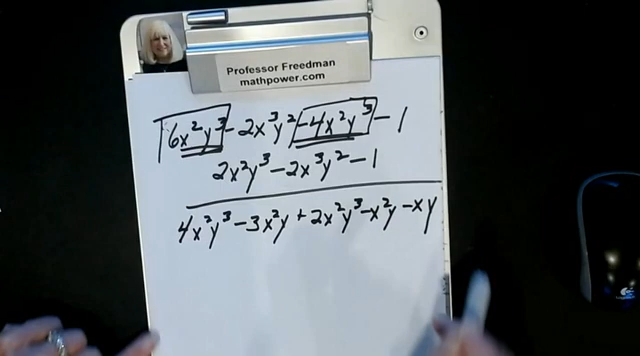 Professor Freedman
mathpower.com
6x²y³ - 2x³y² - 4x²y³ - 1
2x²y³ - 2x³y² - 1
4x²y³ - 3x²y + 2x²y³ - x²y - xy